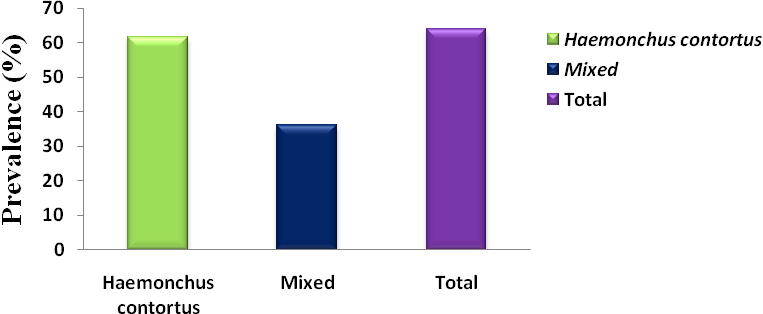 Prevalence (%)
70
60
50
40
30
20
10
0
Haemonchus
contortus
Mixed
Total
Haemonchus contortus
Mixed
Total